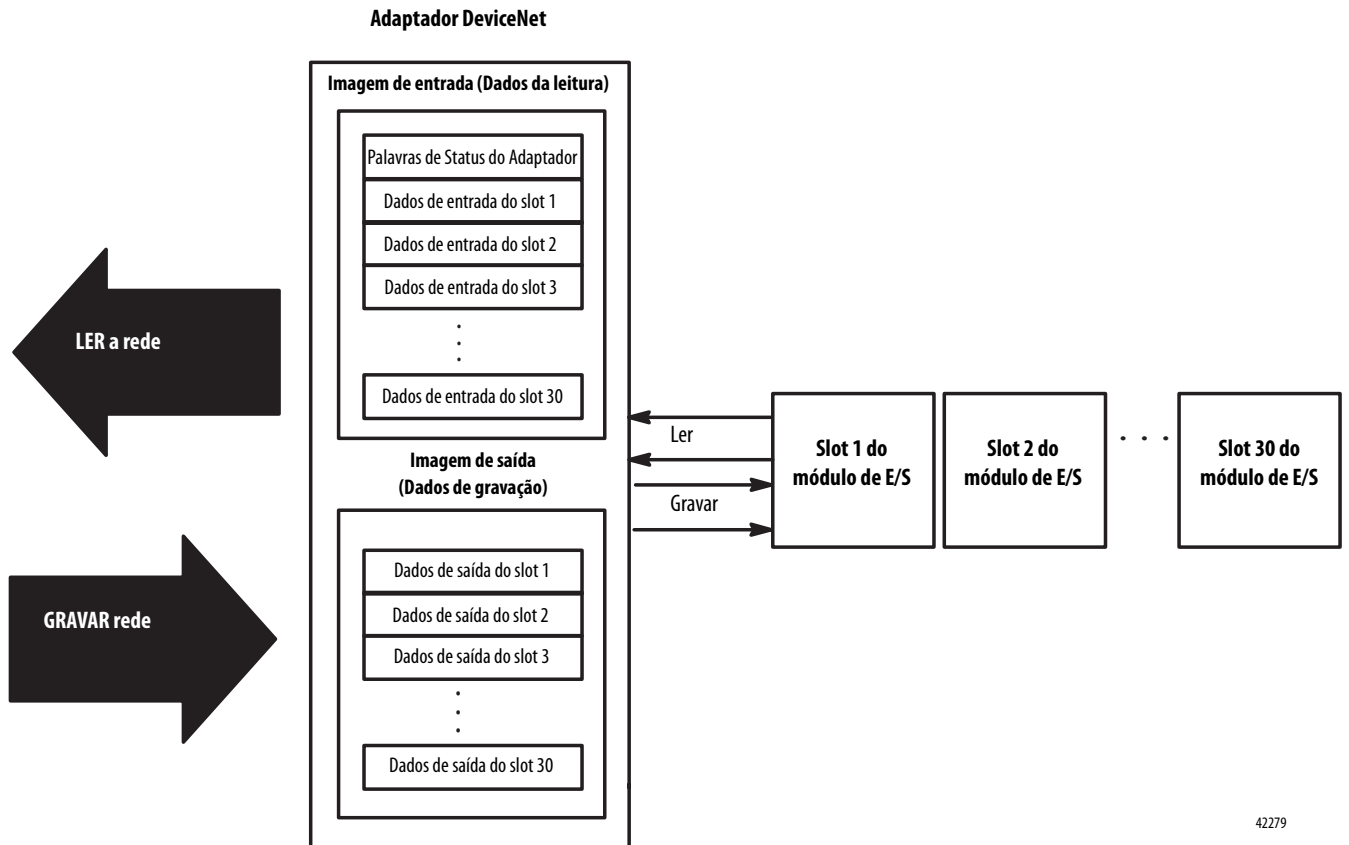 Adaptador DeviceNet
Imagem de entrada (Dados da leitura)
Palavras de Status do Adaptador
Dados de entrada do slot 1
Dados de entrada do slot 2
Dados de entrada do slot 3
.
.
.
Dados de entrada do slot 30
LER a rede
Imagem de saída
(Dados de gravação)
Ler
Gravar
Slot 1 do
módulo de E/S
Slot 2 do
módulo de E/S
. . .
Slot 30 do
módulo de E/S
Dados de saída do slot 1
Dados de saída do slot 2
Dados de saída do slot 3
.
.
.
Dados de saída do slot 30
GRAVAR rede
42279